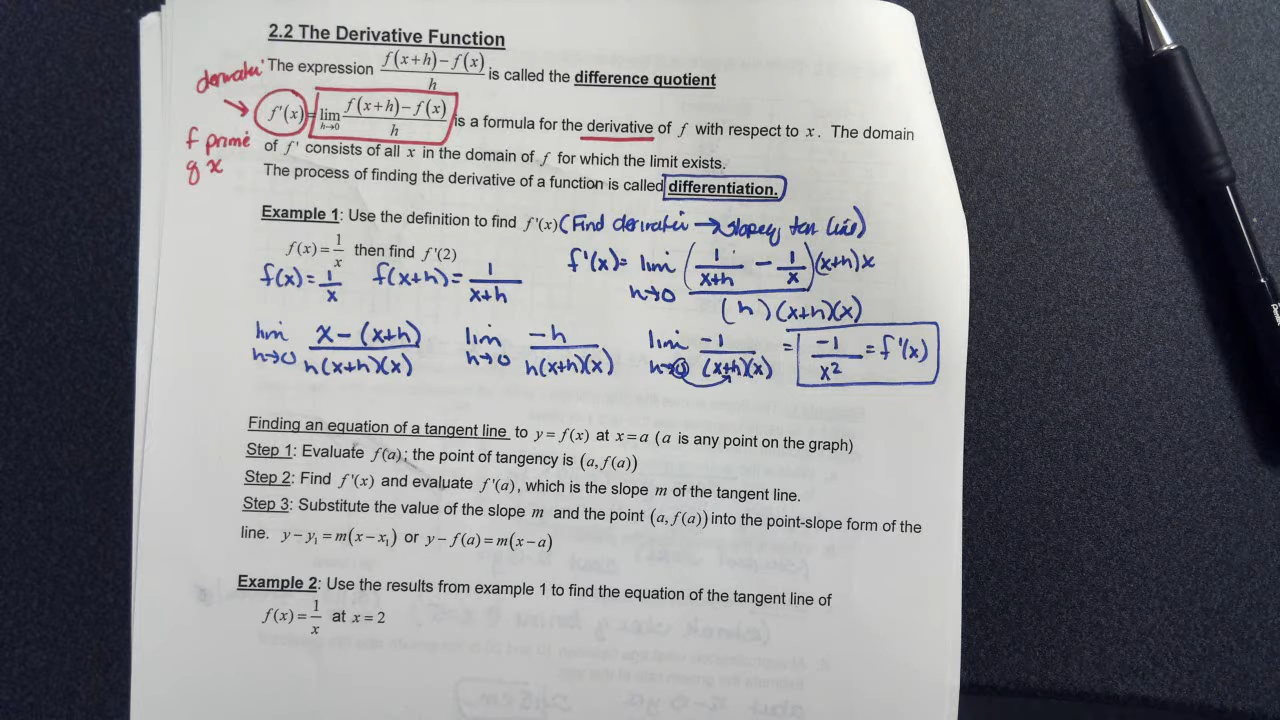 2.2 The Derivative Function
The expression (f(x+h)−f(x))/h is called the difference quotient
f'(x) = lim h→0 (f(x+h)−f(x))/h is a formula for the derivative of f with respect to x. The domain
f prime
of f' consists of all x in the domain of f for which the limit exists.
x
The process of finding the derivative of a function is called differentiation.
Example 1: Use the definition to find f'(x) (Find → slope tan line)
f(x) = 1/x then find f'(2)
f(x) = 1/x f(x+h) = 1/(x+h) f'(x) = lim h→0 (1/(x+h) − 1/x)(x+h)x / (h)(x+h)(x)
lim h→0 (x−(x+h))/(h(x+h)(x)) lim h→0 −h/(h(x+h)(x)) lim h→0 −1/((x+h)(x)) = −1/x² = f'(x)
Finding an equation of a tangent line to y = f(x) at x = a (a is any point on the graph)
Step 1: Evaluate f(a); the point of tangency is (a, f(a))
Step 2: Find f'(x) and evaluate f'(a), which is the slope m of the tangent line.
Step 3: Substitute the value of the slope m and the point (a, f(a)) into the point-slope form of the
line. y − y₁ = m(x − x₁) or y − f(a) = m(x − a)
Example 2: Use the results from example 1 to find the equation of the tangent line of
f(x) = 1/x at x = 2